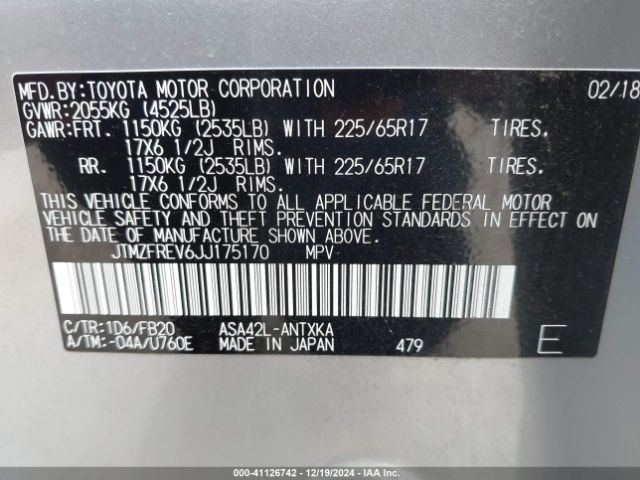 MFD.BY:TOYOTA MOTOR CORPORATION 02/18
GVWR:2055KG (4525LB)
GAWR:FRT. 1150KG (2535LB) WITH 225/65R17 TIRES.
17X6 1/2J RIMS.
RR. 1150KG (2535LB) WITH 225/65R17 TIRES.
17X6 1/2J RIMS.
THIS VEHICLE CONFORMS TO ALL APPLICABLE FEDERAL MOTOR
VEHICLE SAFETY AND THEFT PREVENTION STANDARDS IN EFFECT ON
THE DATE OF MANUFACTURE SHOWN ABOVE.
JTMZFREV6JJ175170 MPV
C/TR:1D6/FB20 ASA42L-ANTXKA
A/TM:-04A/U760E MADE IN JAPAN 479 E
000-41126742 / 12/19/2024 / IAA Inc.